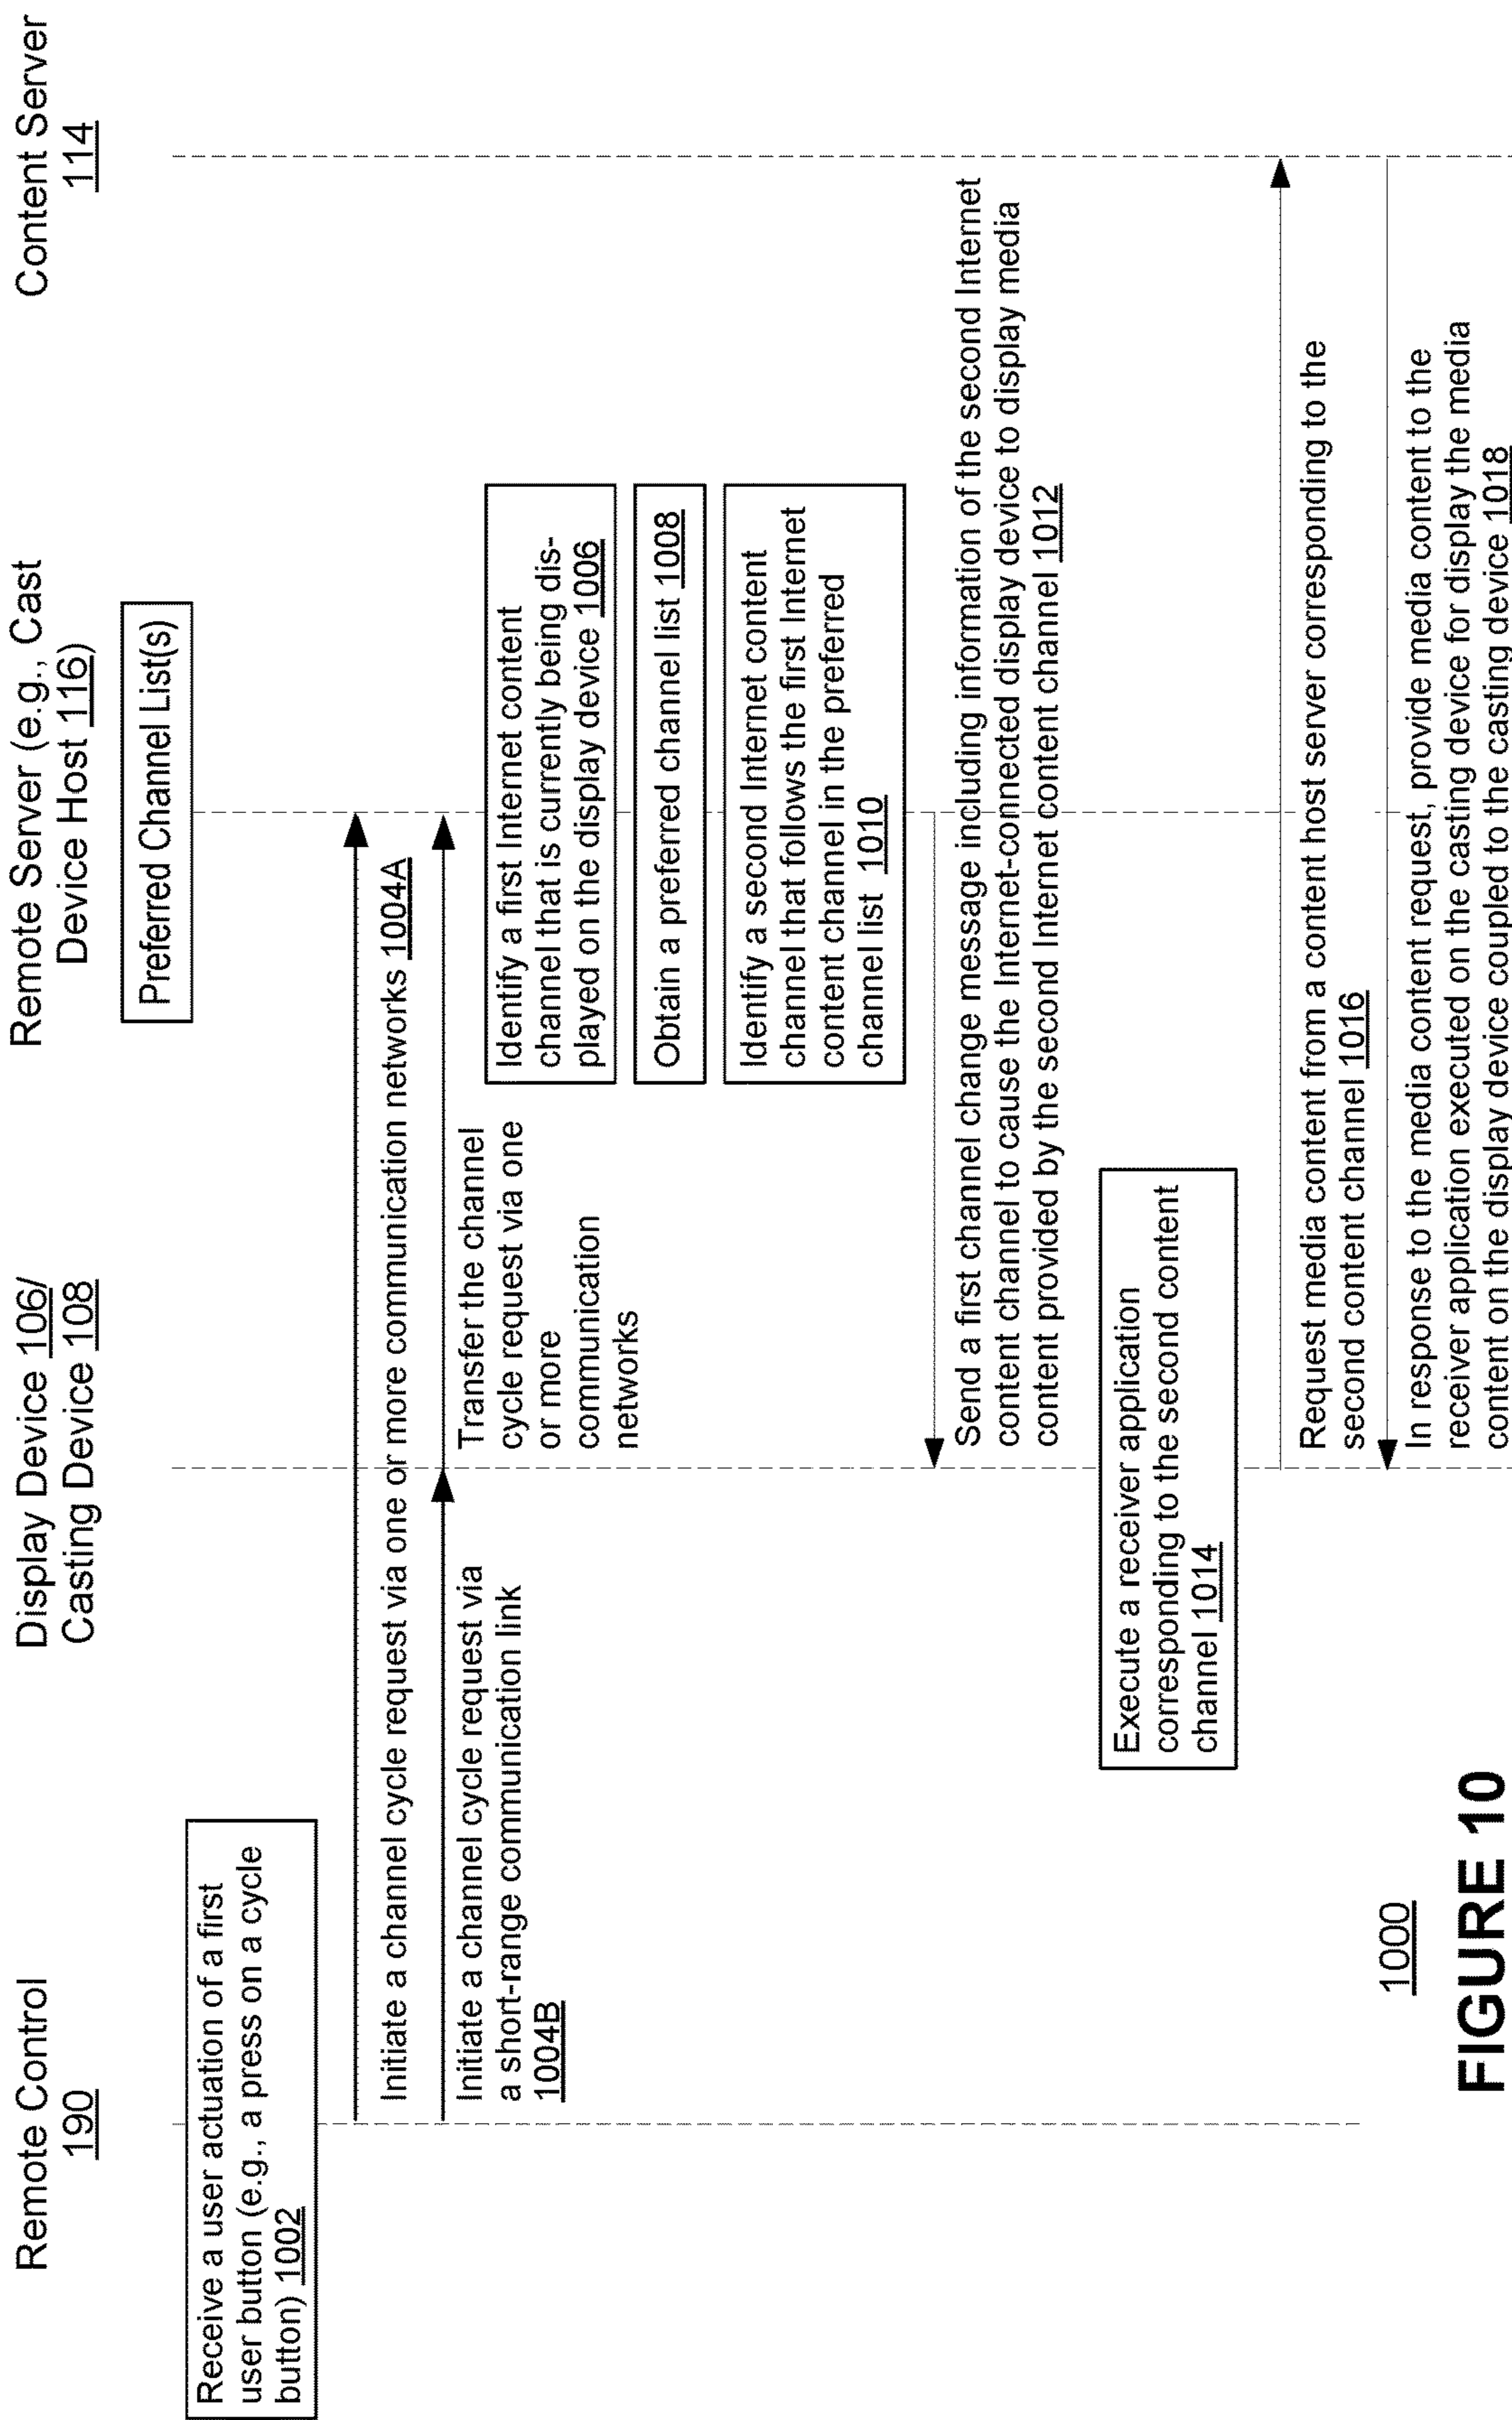 Remote Control
190
Display Device 106/
Casting Device 108
Remote Server (e.g., Cast
Device Host 116)
Content Server
114
Preferred Channel List(s)
Receive a user actuation of a first
user button (e.g., a press on a cycle
button) 1002
Initiate a channel cycle request via one or more communication networks 1004A
Initiate a channel cycle request via
a short-range communication link
1004B
Transfer the channel
cycle request via one
or more
communication
networks
Identify a first Internet content
channel that is currently being dis-
played on the display device 1006
Obtain a preferred channel list 1008
Identify a second Internet content
channel that follows the first Internet
content channel in the preferred
channel list 1010
Send a first channel change message including information of the second Internet
content channel to cause the Internet-connected display device to display media
content provided by the second Internet content channel 1012
Execute a receiver application
corresponding to the second content
channel 1014
Request media content from a content host server corresponding to the
second content channel 1016
In response to the media content request, provide media content to the
receiver application executed on the casting device for display the media
content on the display device coupled to the casting device 1018
1000
FIGURE 10